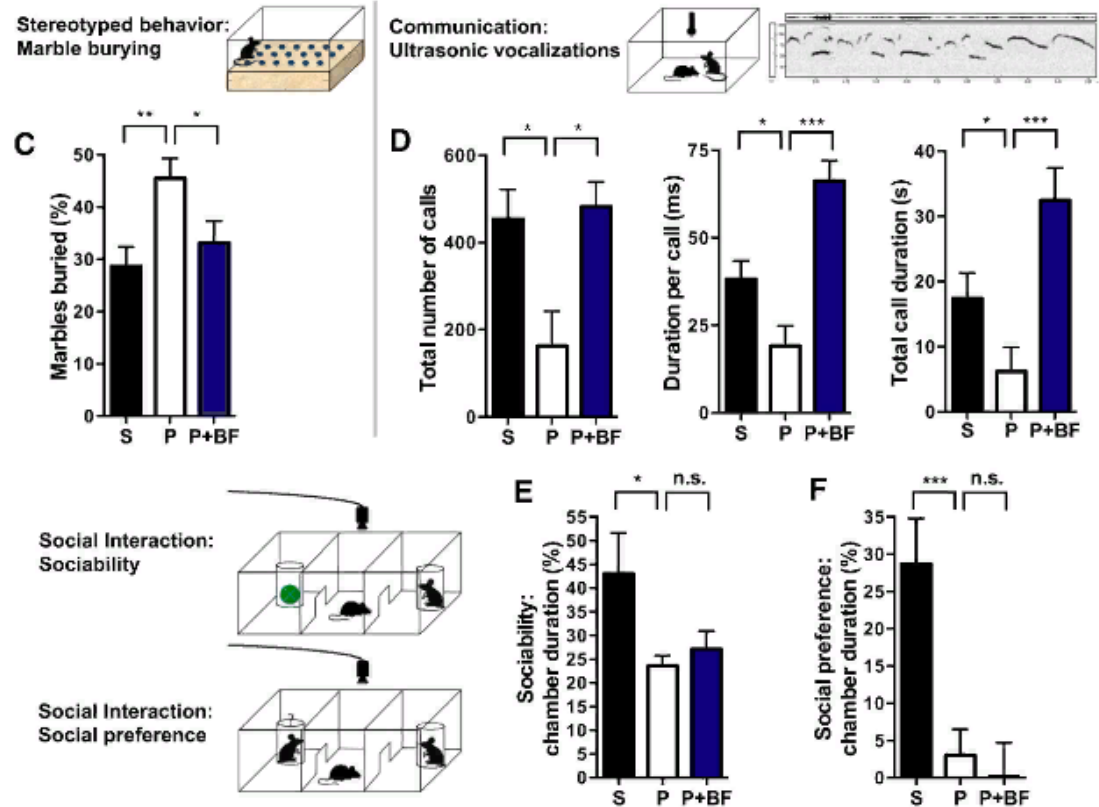 Stereotyped behavior:
Marble burying
Communication:
Ultrasonic vocalizations
C
** *
Marbles buried (%)
50
40
30
20
10
0
S P P+BF
D
* *
Total number of calls
600
400
200
0
S P P+BF
* ***
Duration per call (ms)
75
50
25
0
S P P+BF
* ***
Total call duration (s)
40
30
20
10
0
S P P+BF
Social Interaction:
Sociability
Social Interaction:
Social preference
E
* n.s.
Sociability:
chamber duration (%)
55
50
45
40
35
30
25
20
15
10
5
0
S P P+BF
F
*** n.s.
Social preference:
chamber duration (%)
35
30
25
20
15
10
5
0
S P P+BF